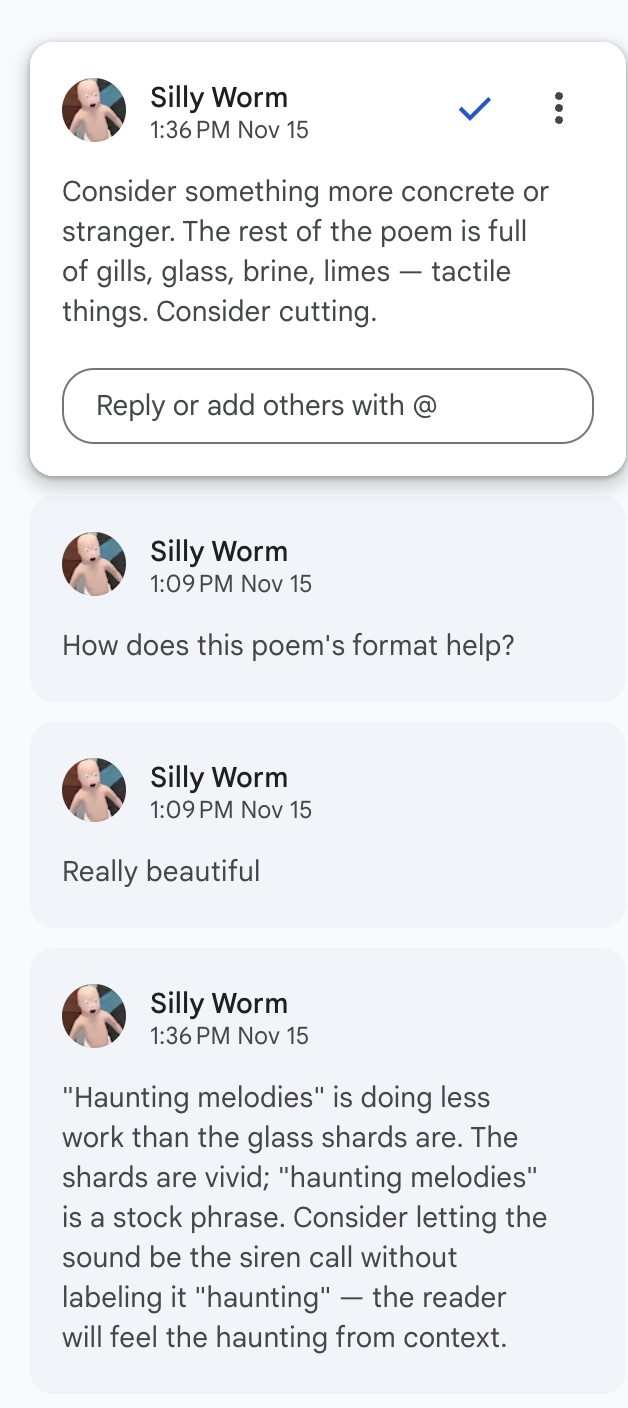 Silly Worm
1:36 PM Nov 15
Consider something more concrete or
stranger. The rest of the poem is full
of gills, glass, brine, limes — tactile
things. Consider cutting.
Reply or add others with @
Silly Worm
1:09 PM Nov 15
How does this poem's format help?
Silly Worm
1:09 PM Nov 15
Really beautiful
Silly Worm
1:36 PM Nov 15
"Haunting melodies" is doing less
work than the glass shards are. The
shards are vivid; "haunting melodies"
is a stock phrase. Consider letting the
sound be the siren call without
labeling it "haunting" — the reader
will feel the haunting from context.